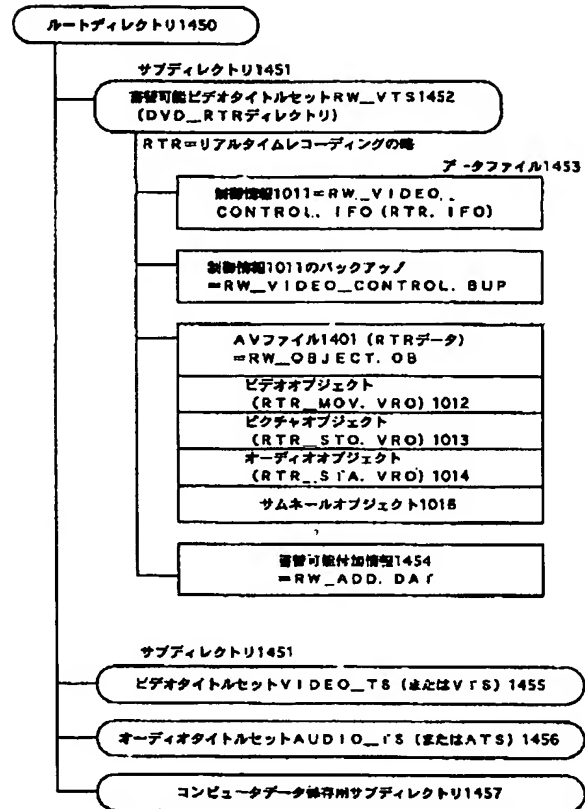 ルートディレクトリ1450
サブディレクトリ1451
書替可能ビデオタイトルセットRW_VTS1452
(DVD_RTRディレクトリ)
RTR=リアルタイムレコーディングの略
データファイル1453
制御情報1011=RW_VIDEO_
CONTROL. IFO (RTR. IFO)
制御情報1011のバックアップ
=RW_VIDEO_CONTROL. BUP
AVファイル1401 (RTRデータ)
=RW_OBJECT. OB
ビデオオブジェクト
(RTR_MOV. VRO) 1012
ピクチャオブジェクト
(RTR_STO. VRO) 1013
オーディオオブジェクト
(RTR_STA. VRO) 1014
サムネールオブジェクト1016
書替可能付加情報1454
=RW_ADD. DAT
サブディレクトリ1451
ビデオタイトルセットVIDEO_TS (またはVTS) 1455
オーディオタイトルセットAUDIO_TS (またはATS) 1456
コンピュータデータ保存用サブディレクトリ1457